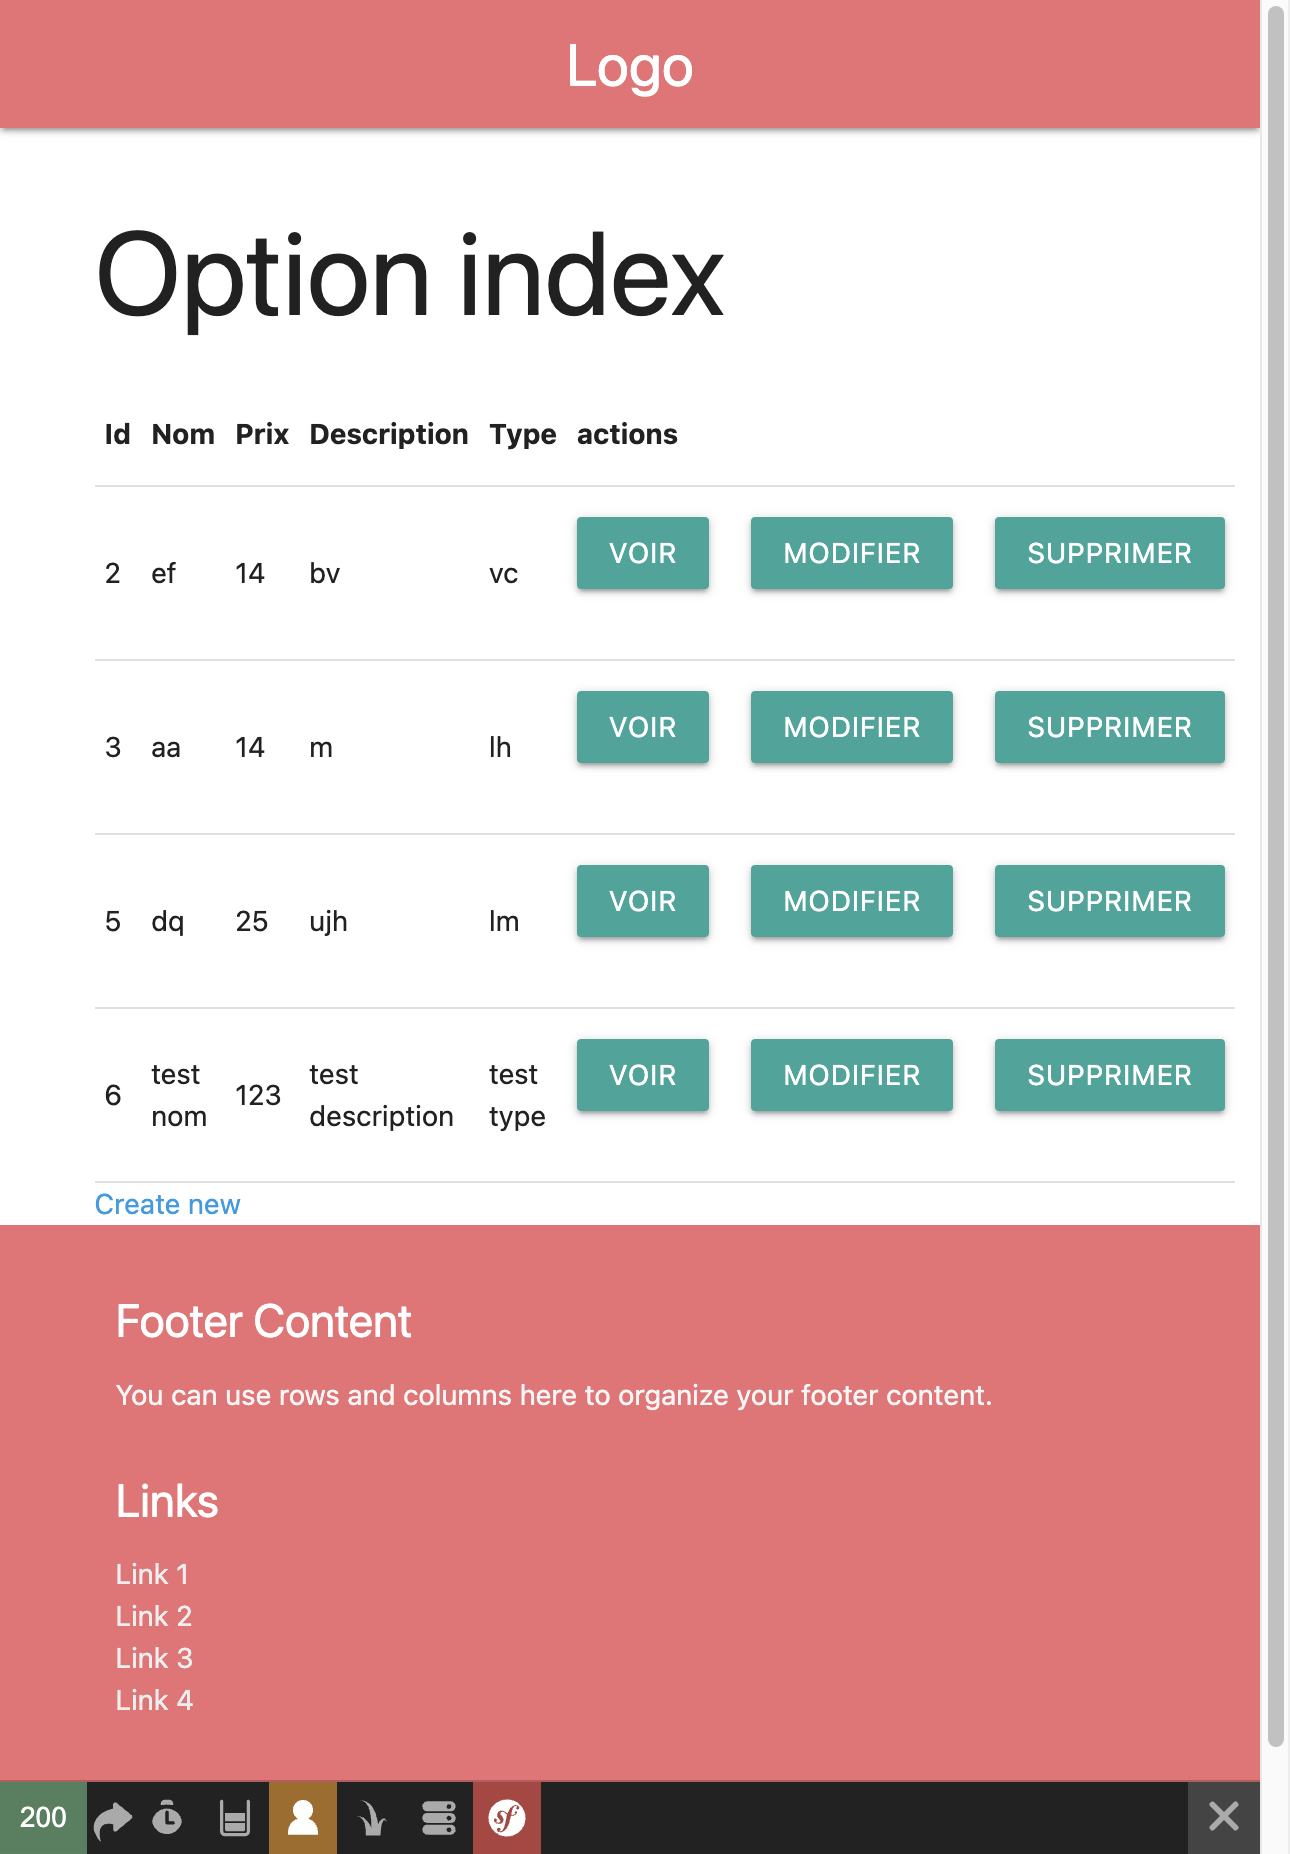 Logo
Option index
Id Nom Prix Description Type actions
2 ef 14 bv vc VOIR MODIFIER SUPPRIMER
3 aa 14 m lh VOIR MODIFIER SUPPRIMER
5 dq 25 ujh lm VOIR MODIFIER SUPPRIMER
6 test nom 123 test description test type VOIR MODIFIER SUPPRIMER
Create new
Footer Content
You can use rows and columns here to organize your footer content.
Links
Link 1
Link 2
Link 3
Link 4
200
sf